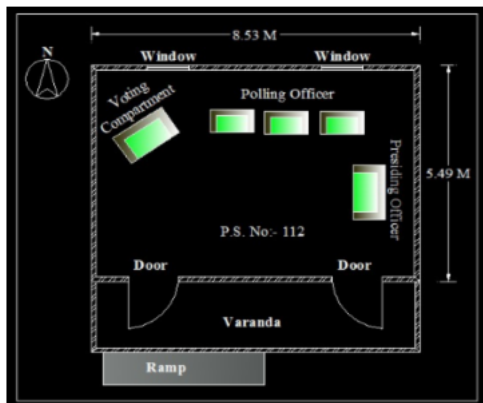 8.53 M
N
Window
Window
Voting
Compartment
Polling Officer
Presiding Officer
5.49 M
P.S. No:- 112
Door
Door
Varanda
Ramp